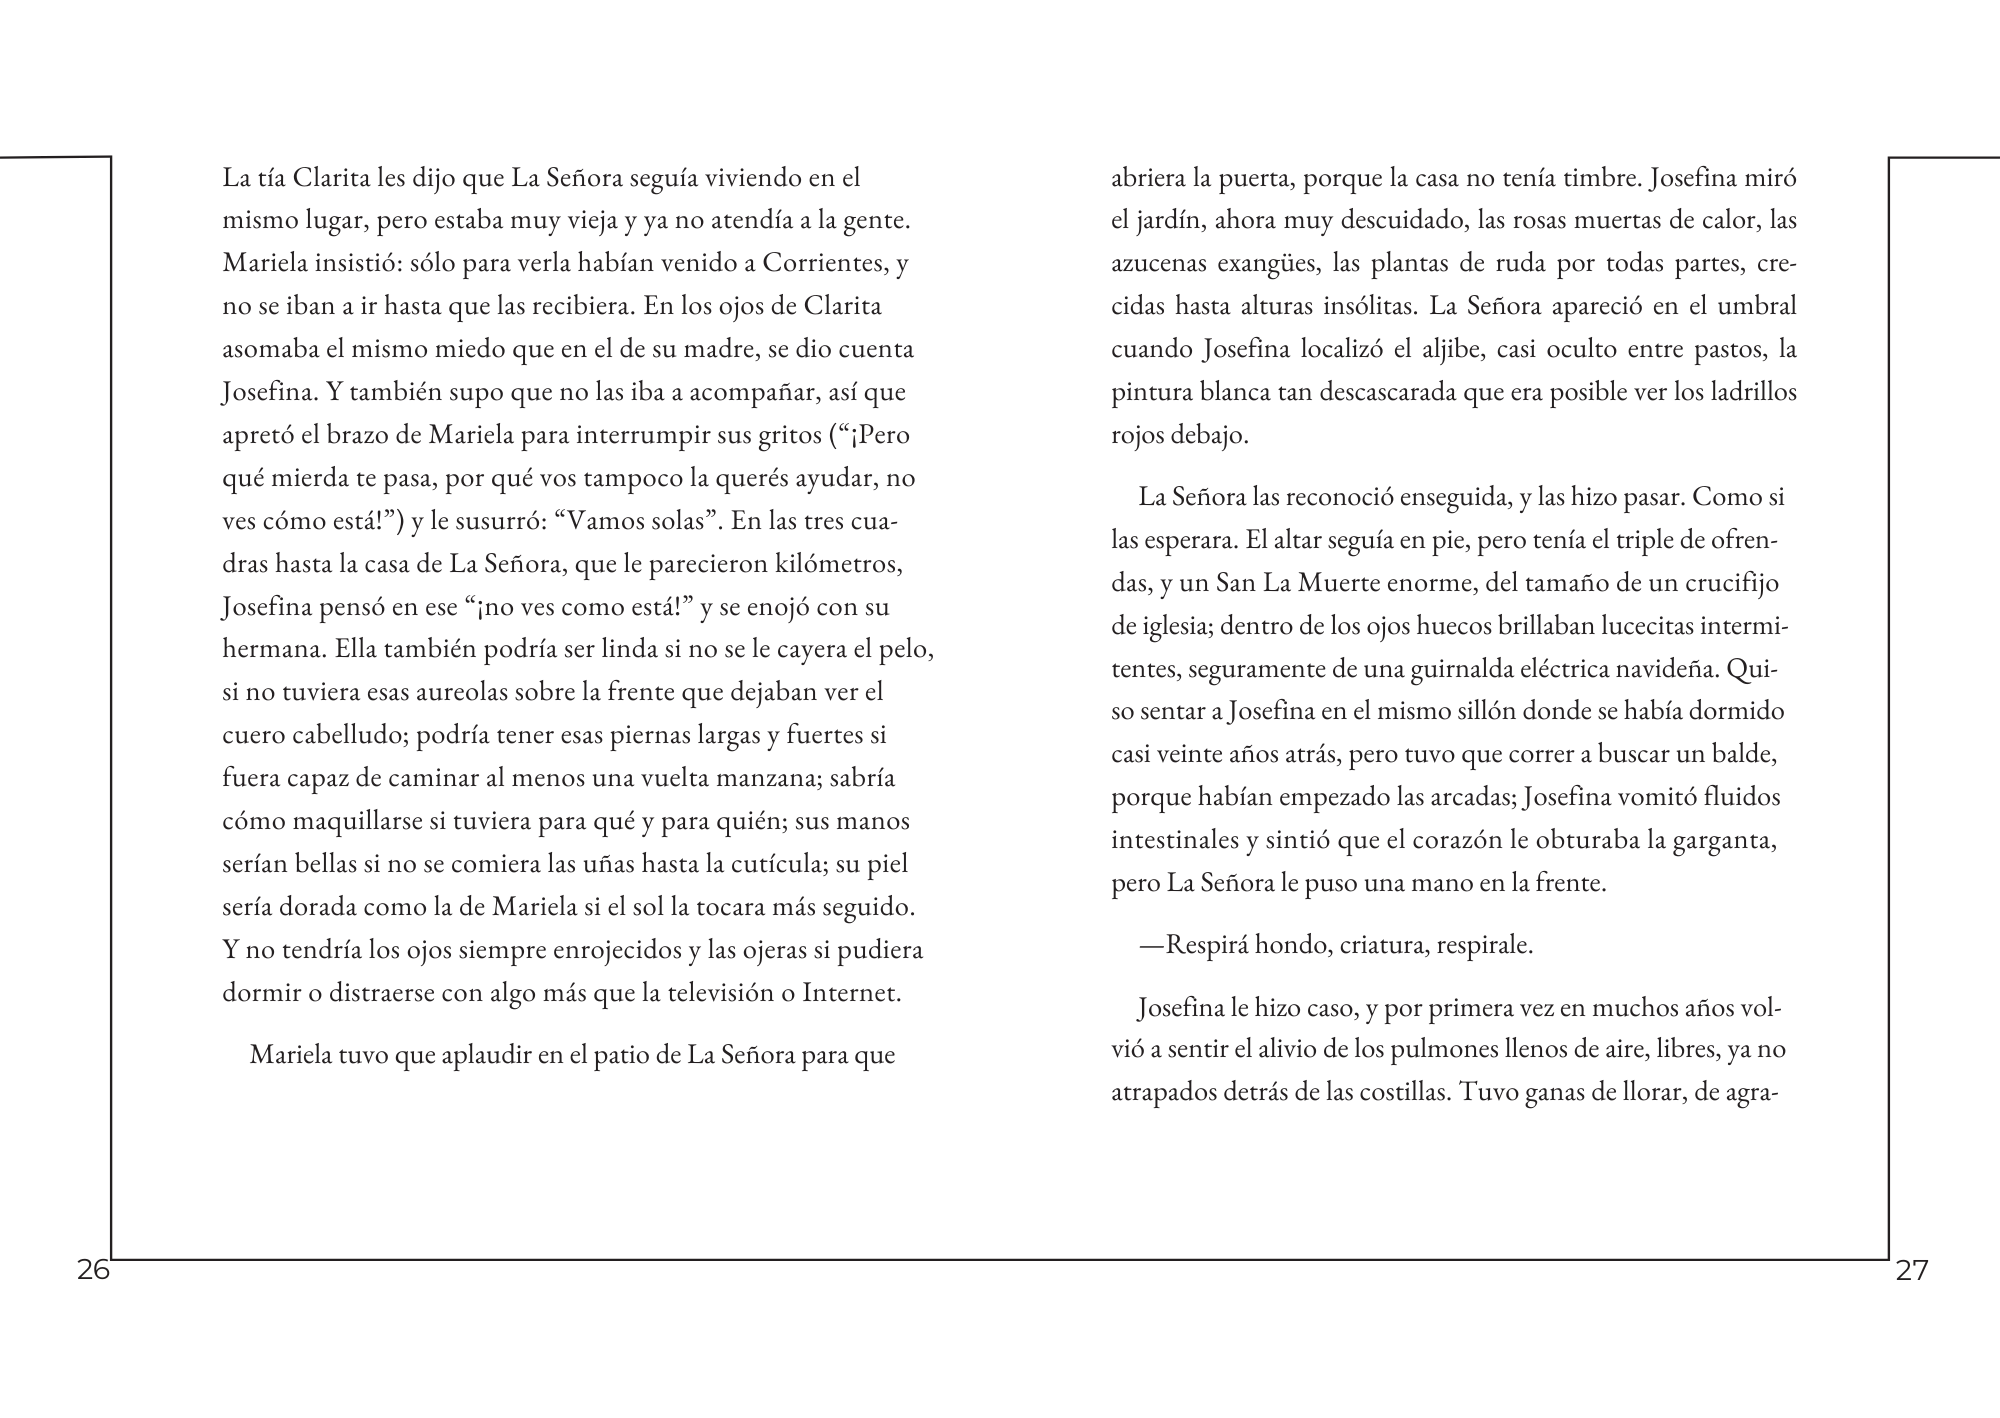 La tía Clarita les dijo que La Señora seguía viviendo en el
mismo lugar, pero estaba muy vieja y ya no atendía a la gente.
Mariela insistió: sólo para verla habían venido a Corrientes, y
no se iban a ir hasta que las recibiera. En los ojos de Clarita
asomaba el mismo miedo que en el de su madre, se dio cuenta
Josefina. Y también supo que no las iba a acompañar, así que
apretó el brazo de Mariela para interrumpir sus gritos (“¡Pero
qué mierda te pasa, por qué vos tampoco la querés ayudar, no
ves cómo está!”) y le susurró: “Vamos solas”. En las tres cua-
dras hasta la casa de La Señora, que le parecieron kilómetros,
Josefina pensó en ese “¡no ves como está!” y se enojó con su
hermana. Ella también podría ser linda si no se le cayera el pelo,
si no tuviera esas aureolas sobre la frente que dejaban ver el
cuero cabelludo; podría tener esas piernas largas y fuertes si
fuera capaz de caminar al menos una vuelta manzana; sabría
cómo maquillarse si tuviera para qué y para quién; sus manos
serían bellas si no se comiera las uñas hasta la cutícula; su piel
sería dorada como la de Mariela si el sol la tocara más seguido.
Y no tendría los ojos siempre enrojecidos y las ojeras si pudiera
dormir o distraerse con algo más que la televisión o Internet.
Mariela tuvo que aplaudir en el patio de La Señora para que
26
abriera la puerta, porque la casa no tenía timbre. Josefina miró
el jardín, ahora muy descuidado, las rosas muertas de calor, las
azucenas exangües, las plantas de ruda por todas partes, cre-
cidas hasta alturas insólitas. La Señora apareció en el umbral
cuando Josefina localizó el aljibe, casi oculto entre pastos, la
pintura blanca tan descascarada que era posible ver los ladrillos
rojos debajo.
La Señora las reconoció enseguida, y las hizo pasar. Como si
las esperara. El altar seguía en pie, pero tenía el triple de ofren-
das, y un San La Muerte enorme, del tamaño de un crucifijo
de iglesia; dentro de los ojos huecos brillaban lucecitas intermi-
tentes, seguramente de una guirnalda eléctrica navideña. Qui-
so sentar a Josefina en el mismo sillón donde se había dormido
casi veinte años atrás, pero tuvo que correr a buscar un balde,
porque habían empezado las arcadas; Josefina vomitó fluidos
intestinales y sintió que el corazón le obturaba la garganta,
pero La Señora le puso una mano en la frente.
—Respirá hondo, criatura, respirale.
Josefina le hizo caso, y por primera vez en muchos años vol-
vió a sentir el alivio de los pulmones llenos de aire, libres, ya no
atrapados detrás de las costillas. Tuvo ganas de llorar, de agra-
27